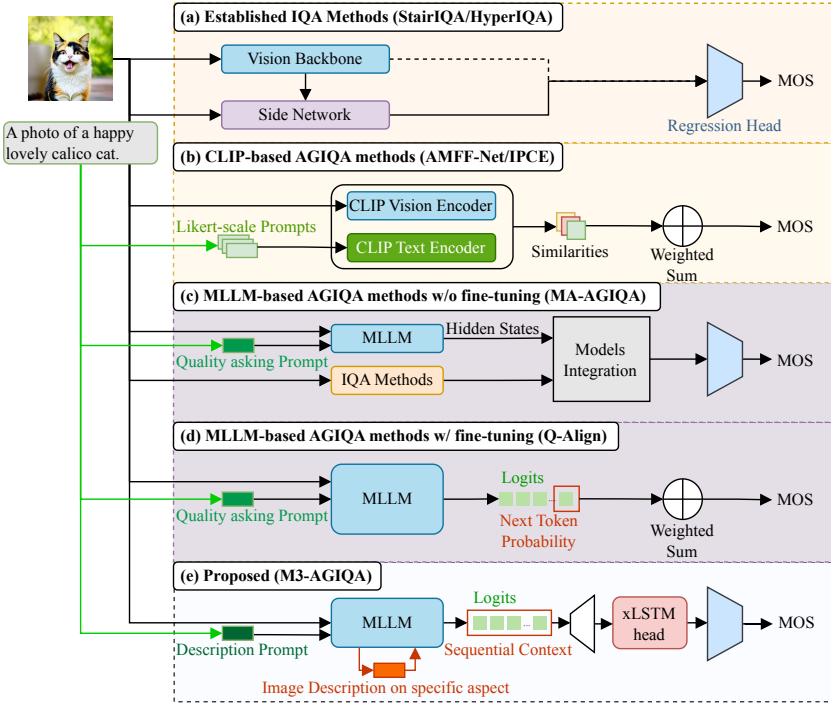 (a) Established IQA Methods (StairIQA/HyperIQA)
Vision Backbone
Side Network
Regression Head
MOS
A photo of a happy
lovely calico cat.
(b) CLIP-based AGIQA methods (AMFF-Net/IPCE)
Likert-scale Prompts
CLIP Vision Encoder
CLIP Text Encoder
Similarities
Weighted
Sum
MOS
(c) MLLM-based AGIQA methods w/o fine-tuning (MA-AGIQA)
Quality asking Prompt
MLLM
Hidden States
IQA Methods
Models
Integration
MOS
(d) MLLM-based AGIQA methods w/ fine-tuning (Q-Align)
Quality asking Prompt
MLLM
Logits
...
Next Token
Probability
Weighted
Sum
MOS
(e) Proposed (M3-AGIQA)
Description Prompt
MLLM
Image Description on specific aspect
Logits
...
Sequential Context
xLSTM
head
MOS